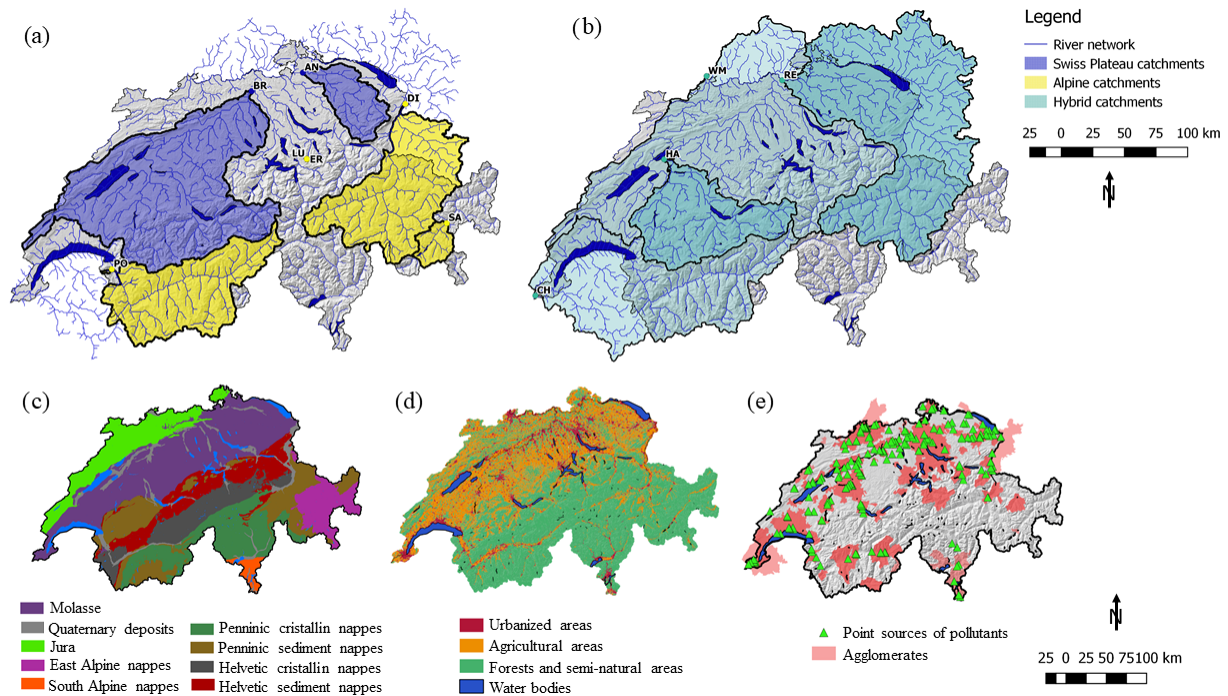 (a)
AN
BR
DI
LU
ER
SA
PO
(b)
WM
RE
HA
CH
Legend
River network
Swiss Plateau catchments
Alpine catchments
Hybrid catchments
25 0 25 50 75 100 km
N
(c)
Molasse
Quaternary deposits
Jura
East Alpine nappes
South Alpine nappes
Penninic cristallin nappes
Penninic sediment nappes
Helvetic cristallin nappes
Helvetic sediment nappes
(d)
Urbanized areas
Agricultural areas
Forests and semi-natural areas
Water bodies
(e)
Point sources of pollutants
Agglomerates
N
25 0 25 50 75 100 km